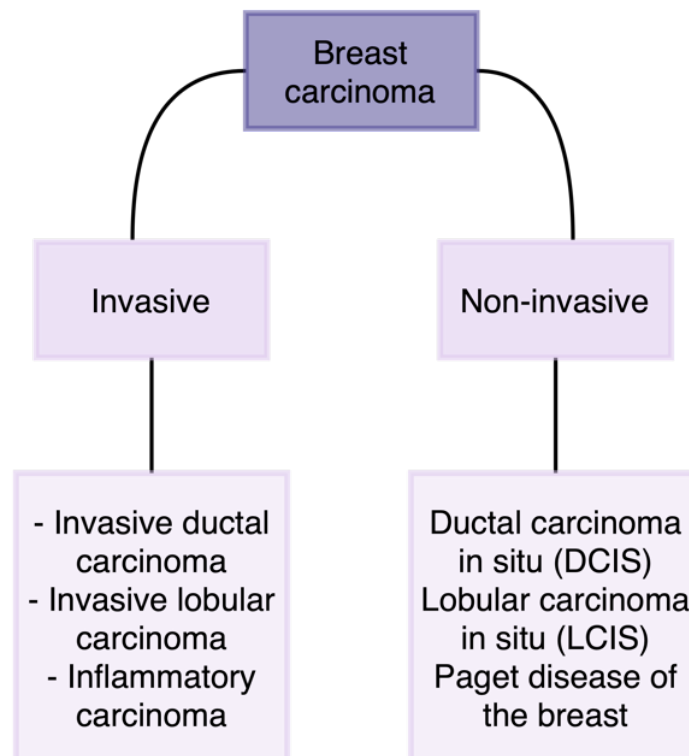 Breast
carcinoma
Invasive
Non-invasive
- Invasive ductal
carcinoma
- Invasive lobular
carcinoma
- Inflammatory
carcinoma
Ductal carcinoma
in situ (DCIS)
Lobular carcinoma
in situ (LCIS)
Paget disease of
the breast